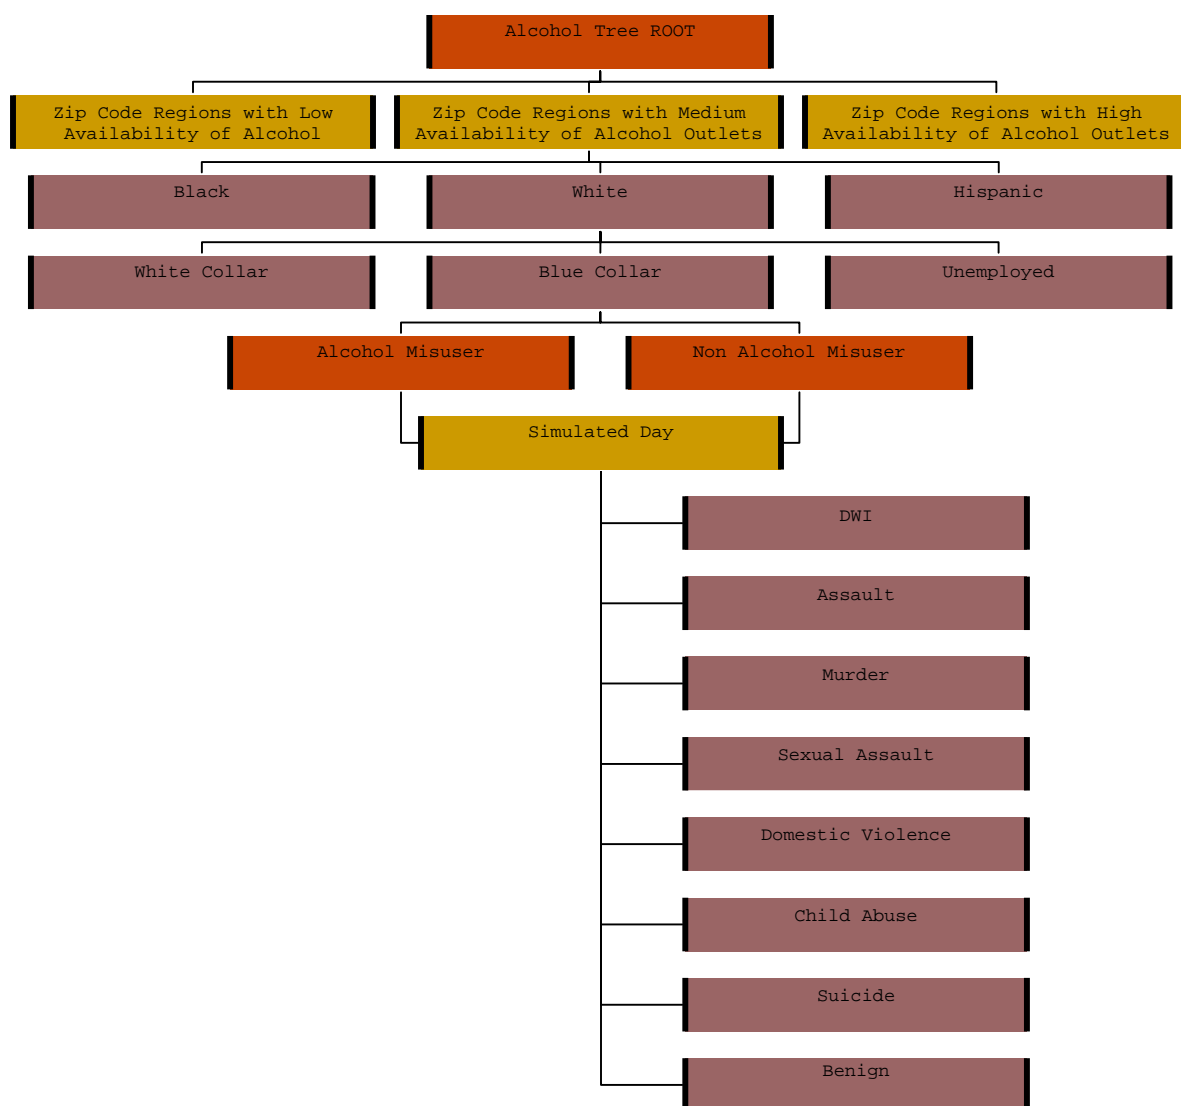 Alcohol Tree ROOT
Zip Code Regions with Low
Availability of Alcohol
Zip Code Regions with Medium
Availability of Alcohol Outlets
Zip Code Regions with High
Availability of Alcohol Outlets
Black
White
Hispanic
White Collar
Blue Collar
Unemployed
Alcohol Misuser
Non Alcohol Misuser
Simulated Day
DWI
Assault
Murder
Sexual Assault
Domestic Violence
Child Abuse
Suicide
Benign